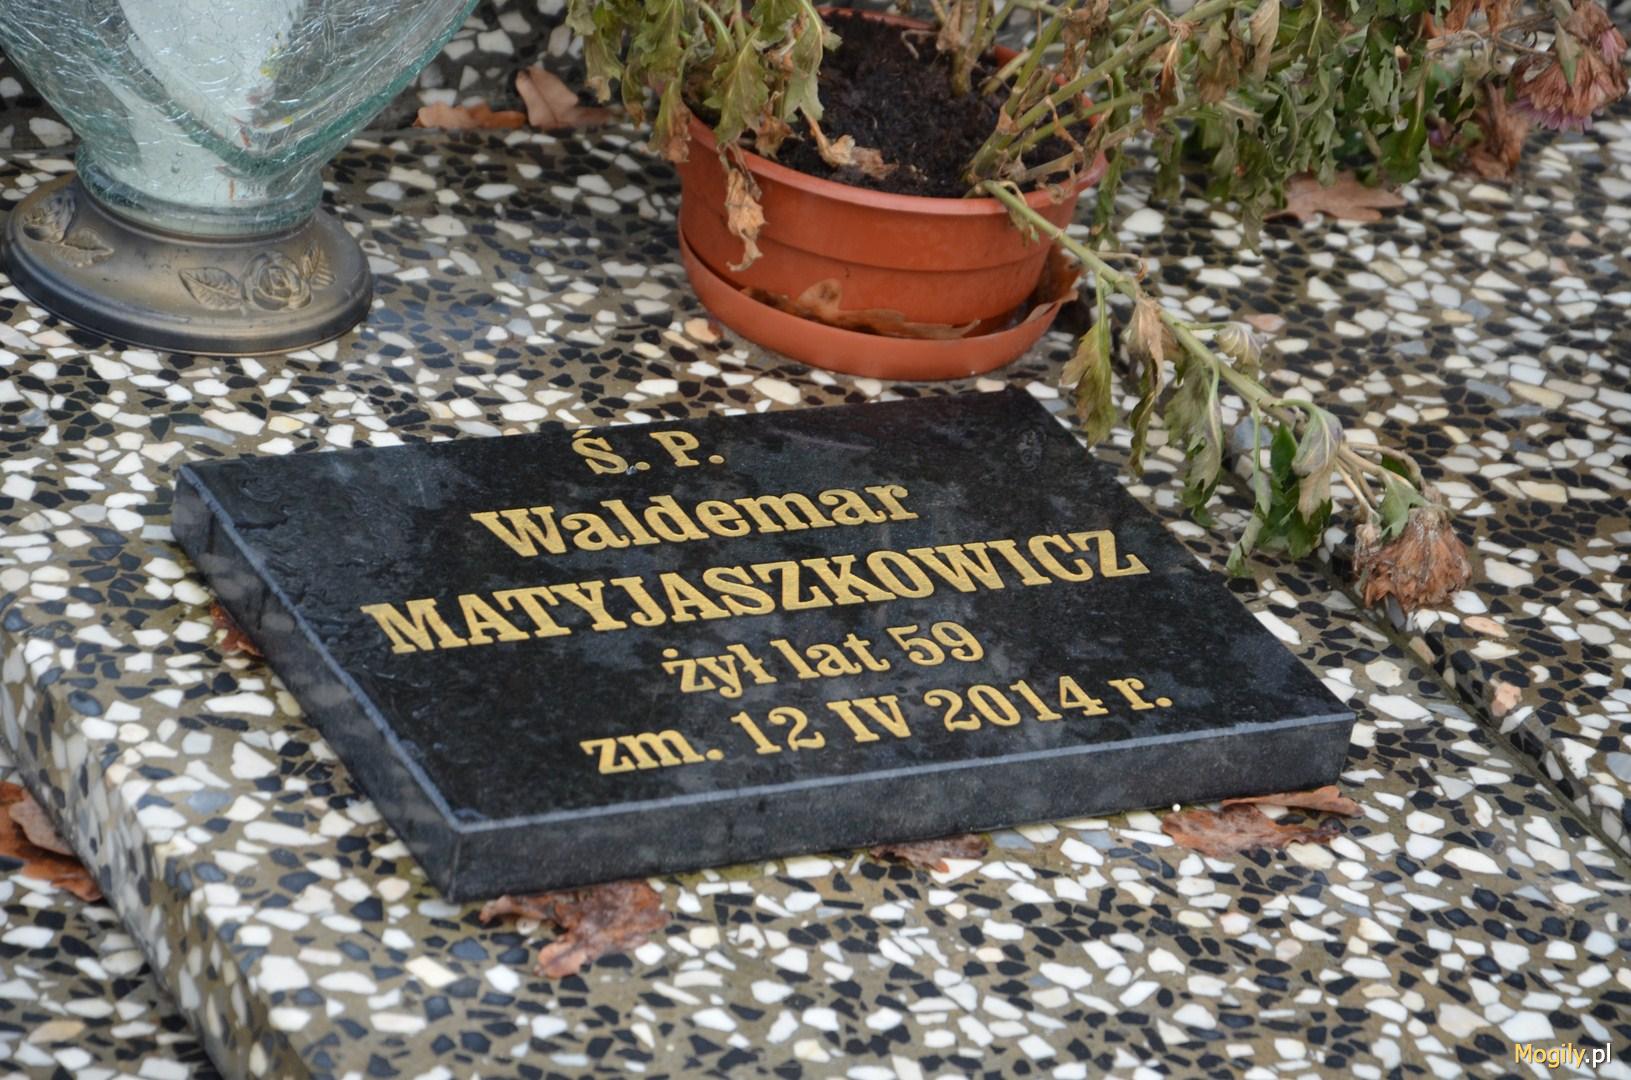 Ś. P.
Waldemar
MATYJASZKOWICZ
żył lat 59
zm. 12 IV 2014 r.
Mogily.pl